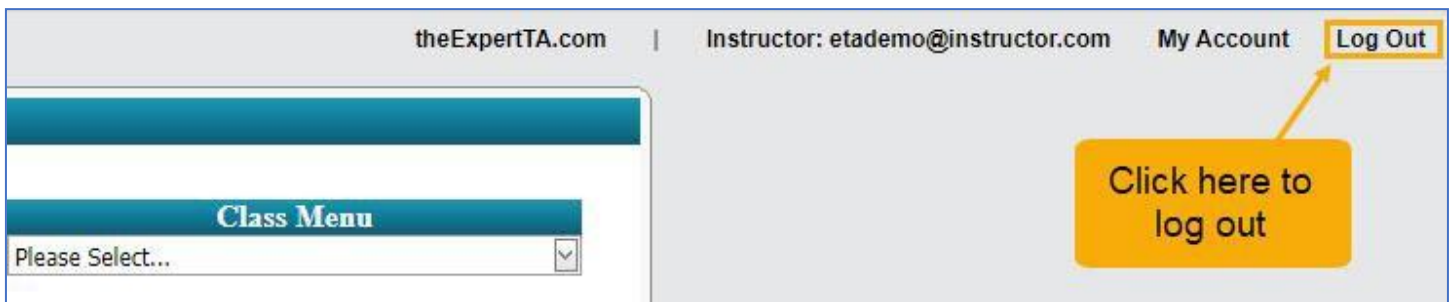 theExpertTA.com | Instructor: etademo@instructor.com My Account Log Out
Click here to
log out
Class Menu
Please Select...